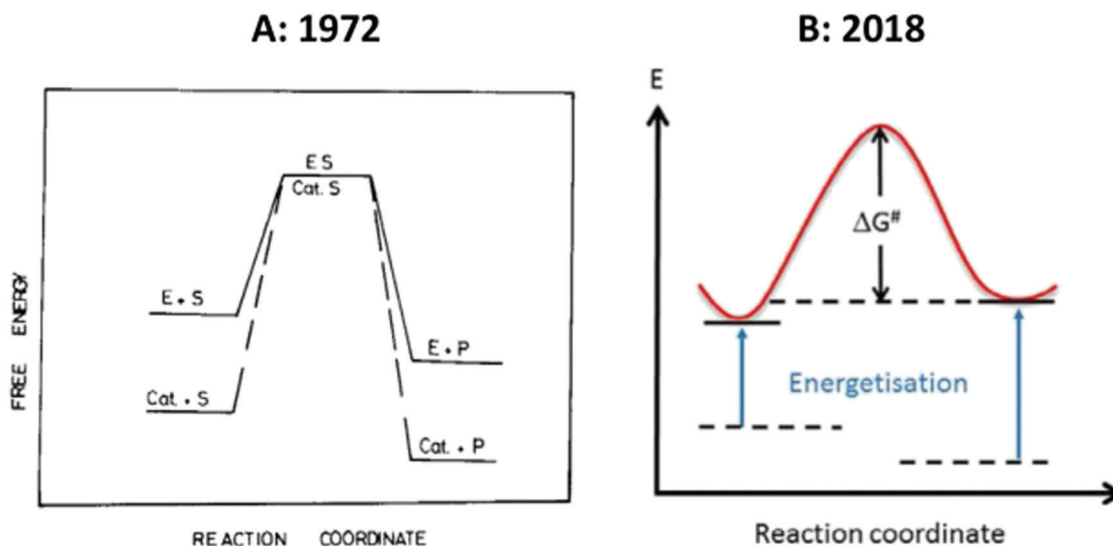 A: 1972
FREE ENERGY
E S
Cat. S
E + S
E + P
Cat. + S
Cat. + P
REACTION COORDINATE
B: 2018
E
ΔG#
Energetisation
Reaction coordinate